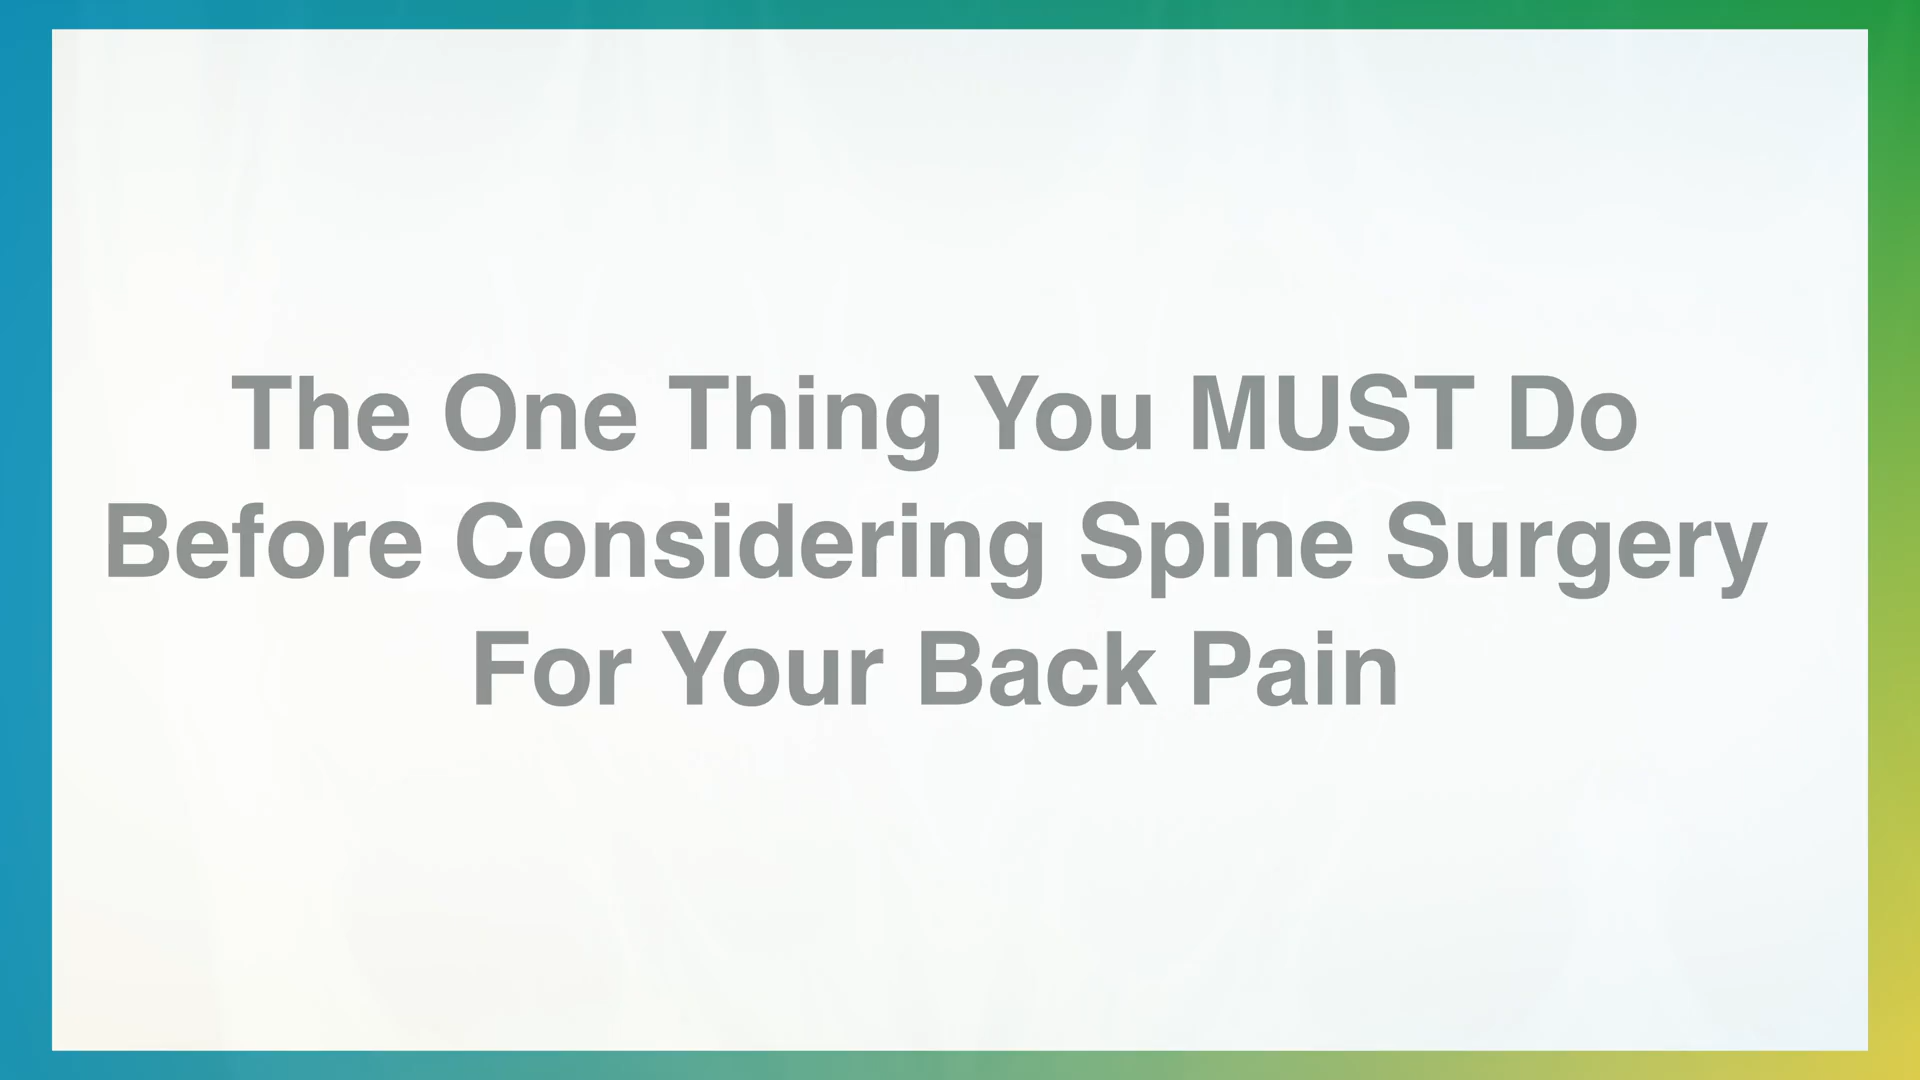 The One Thing You MUST Do
Before Considering Spine Surgery
For Your Back Pain